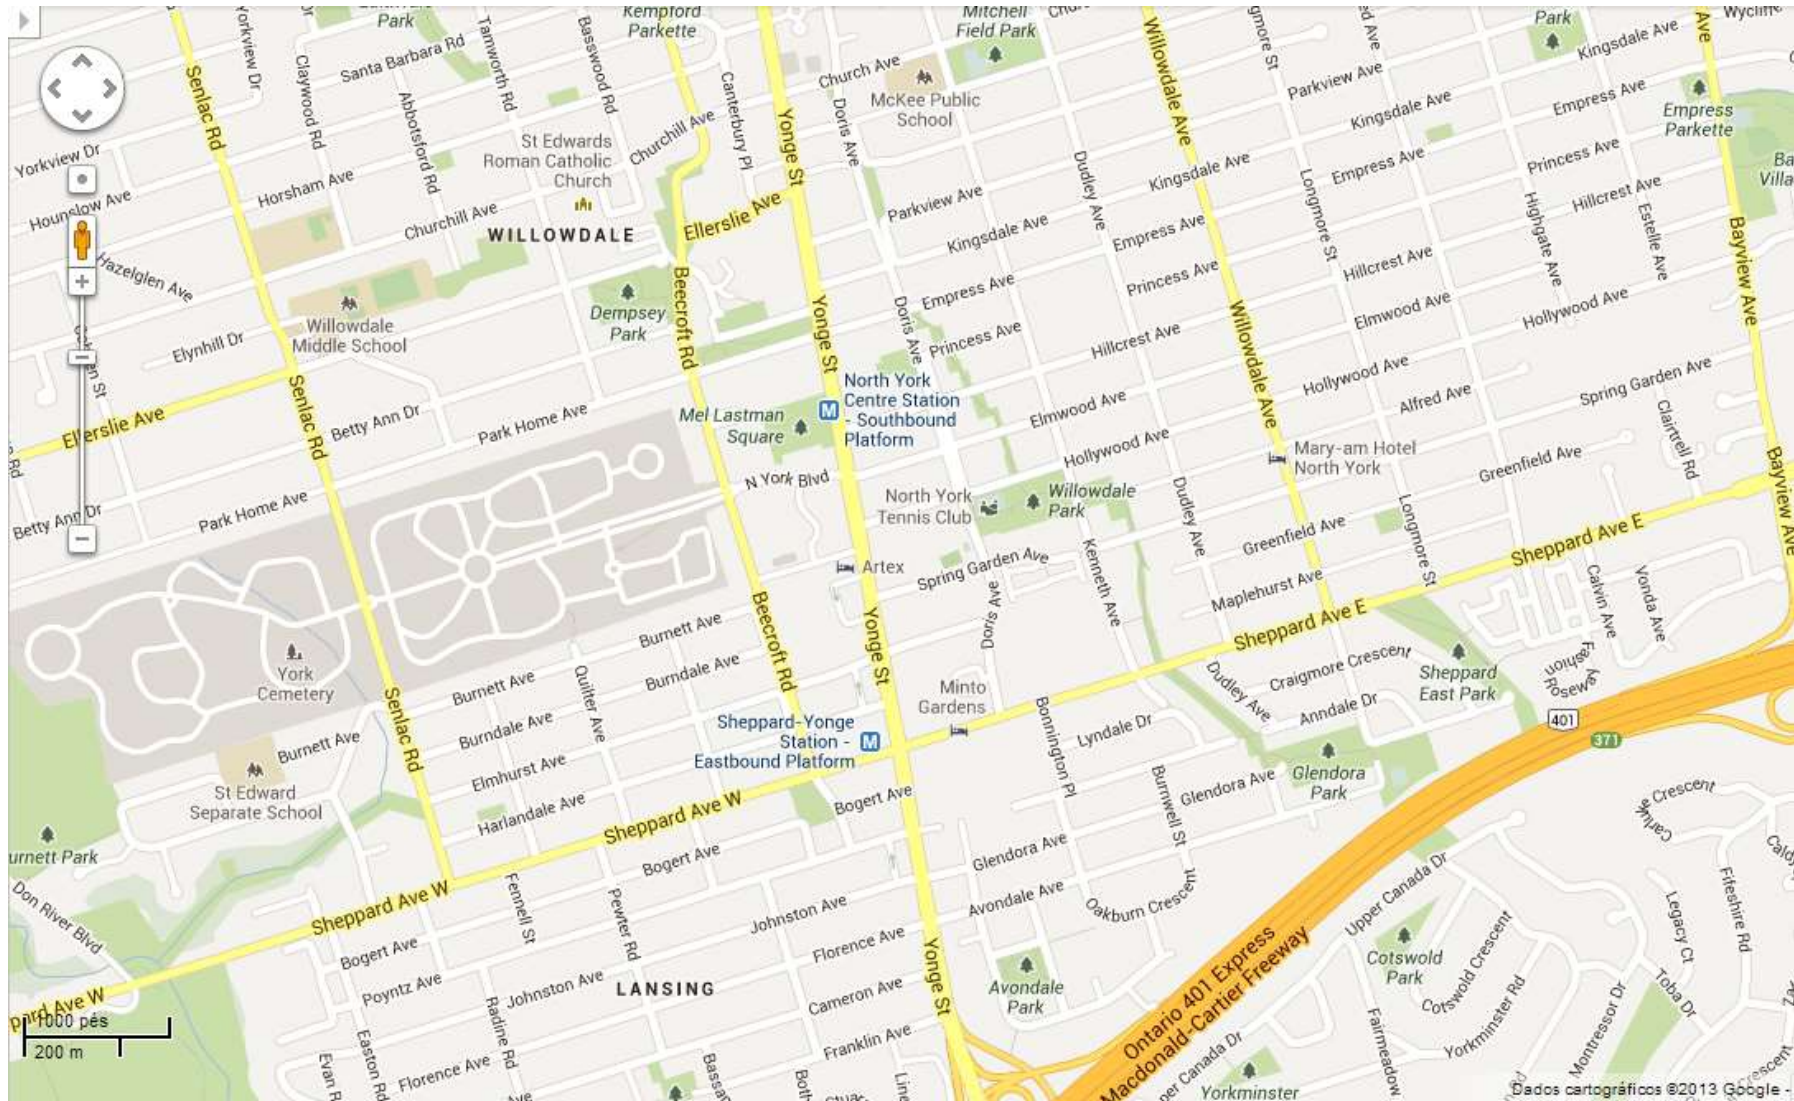 Park
Kempford
Parkette
Mitchell
Field Park
Park
Ave
Yorkview Dr
Santa Barbara Rd
Tamworth Rd
Basswood Rd
Church Ave
McKee Public
School
Willowdale Ave
Kingsdale Ave
Senlac Rd
Claywood Rd
Abbotsford Rd
Canterbury Pl
Yonge St
Doris Ave
Parkview Ave
Kingsdale Ave
Empress Ave
Empress
Parkette
St Edwards
Roman Catholic
Church
Churchill Ave
Yorkview Dr
Hounslow Ave
Horsham Ave
Churchill Ave
WILLOWDALE
Ellerslie Ave
Parkview Ave
Dudley Ave
Kingsdale Ave
Longmore St
Empress Ave
Princess Ave
Hillcrest Ave
Highgate Ave
Estelle Ave
Bayview Ave
Hazelglen Ave
Kingsdale Ave
Empress Ave
Princess Ave
Hillcrest Ave
Elmwood Ave
Hollywood Ave
Willowdale
Middle School
Elynhill Dr
Dempsey
Park
Beecroft Rd
Yonge St
Doris Ave
Empress Ave
Princess Ave
Hillcrest Ave
Willowdale Ave
Hollywood Ave
Alfred Ave
Spring Garden Ave
Ellerslie Ave
Senlac Rd
Betty Ann Dr
Park Home Ave
Mel Lastman
Square
North York
Centre Station
- Southbound
Platform
Elmwood Ave
Hollywood Ave
Mary-am Hotel
North York
Clairtrell Rd
Greenfield Ave
Bayview Ave
Betty Ann Dr
Park Home Ave
N York Blvd
North York
Tennis Club
Willowdale
Park
Dudley Ave
Greenfield Ave
Longmore St
Sheppard Ave E
Artex
Spring Garden Ave
Kenneth Ave
Maplehurst Ave
Calvin Ave
Vonda Ave
York
Cemetery
Burnett Ave
Beecroft Rd
Yonge St
Doris Ave
Sheppard Ave E
Craigmore Crescent
Sheppard
East Park
Senlac Rd
Burnett Ave
Quilter Ave
Burndale Ave
Minto
Gardens
Dudley Ave
Anndale Dr
401
371
Burnett Ave
Burndale Ave
Sheppard-Yonge
Station -
Eastbound Platform
Bonnington Pl
Lyndale Dr
St Edward
Separate School
Elmhurst Ave
Harlandale Ave
Sheppard Ave W
Bogert Ave
Burnwell St
Glendora Ave
Glendora
Park
Bogert Ave
Glendora Ave
Don River Blvd
Sheppard Ave W
Fennell St
Pewter Rd
Johnston Ave
Avondale Ave
Oakburn Crescent
Upper Canada Dr
Fifeshire Rd
Legacy Ct
Bogert Ave
Florence Ave
Yonge St
Cotswold
Park
Cotswold Crescent
Poyntz Ave
Johnston Ave
LANSING
Cameron Ave
Avondale
Park
Ontario 401 Express
Macdonald-Cartier Freeway
Toba Dr
1000 pés
200 m
Easton Rd
Radine Rd
Florence Ave
Franklin Ave
Fairmeadow
Yorkminster Rd
Montressor Dr
Yorkminster
Dados cartográficos ©2013 Google -